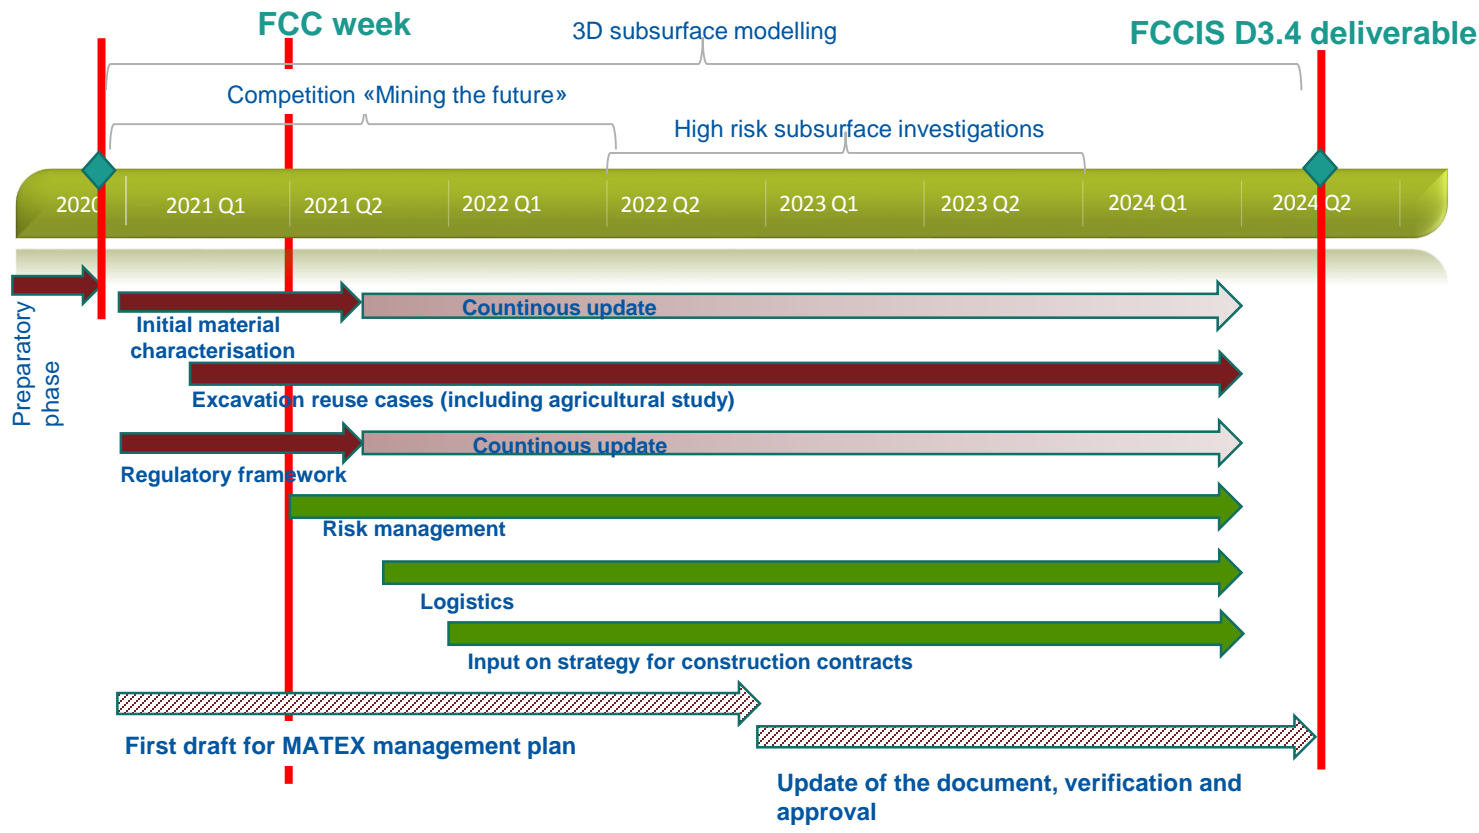 FCC week
3D subsurface modelling
FCCIS D3.4 deliverable
Competition «Mining the future»
High risk subsurface investigations
2020
2021 Q1
2021 Q2
2022 Q1
2022 Q2
2023 Q1
2023 Q2
2024 Q1
2024 Q2
Preparatory
phase
Countinous update
Initial material
characterisation
Excavation reuse cases (including agricultural study)
Countinous update
Regulatory framework
Risk management
Logistics
Input on strategy for construction contracts
First draft for MATEX management plan
Update of the document, verification and
approval